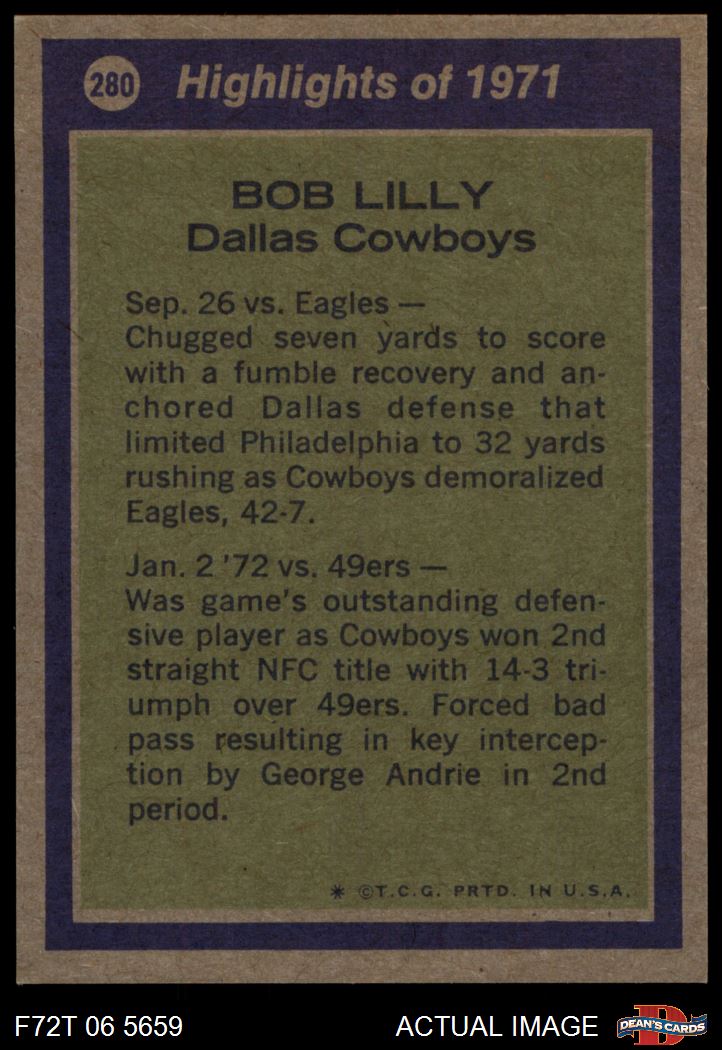 280 Highlights of 1971
BOB LILLY
Dallas Cowboys
Sep. 26 vs. Eagles —
Chugged seven yards to score
with a fumble recovery and an-
chored Dallas defense that
limited Philadelphia to 32 yards
rushing as Cowboys demoralized
Eagles, 42-7.
Jan. 2 '72 vs. 49ers —
Was game's outstanding defen-
sive player as Cowboys won 2nd
straight NFC title with 14-3 tri-
umph over 49ers. Forced bad
pass resulting in key intercep-
tion by George Andrie in 2nd
period.
* ©T.C.G. PRTD. IN U.S.A.
F72T 06 5659 ACTUAL IMAGE D DEAN'S CARDS